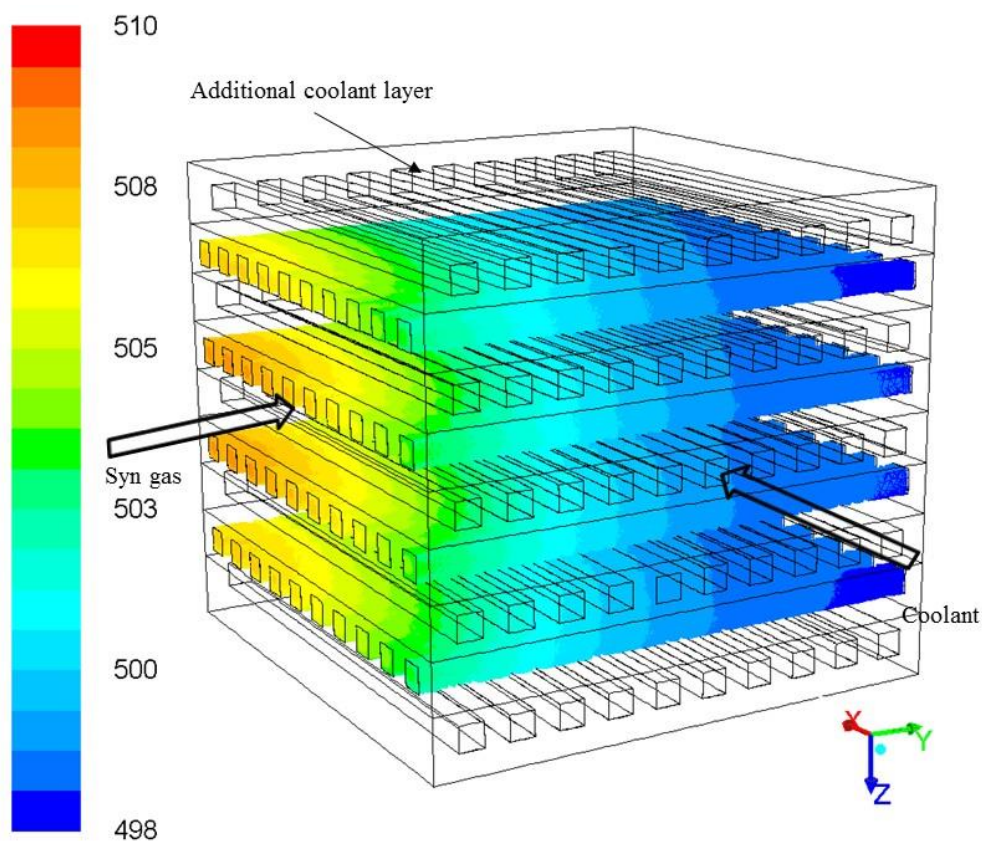 510
Additional coolant layer
508
505
Syn gas
503
Coolant
500
X
Y
Z
498